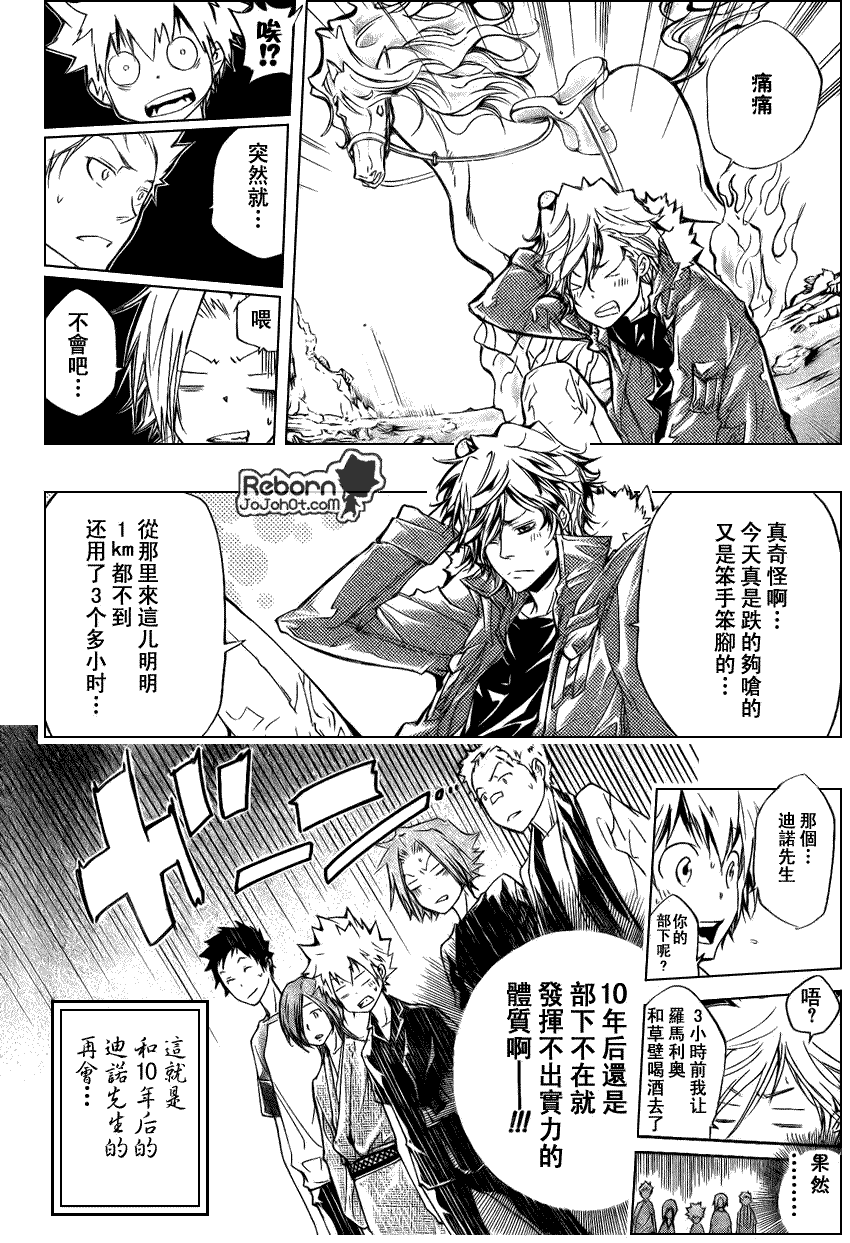 痛痛
唉!?
突然就…
喂
不會吧…
Reborn
JoJohOt.com
真奇怪啊…
今天真是跌的夠嗆的
又是笨手笨腳的…
從那里來這儿明明
1km都不到
还用了3个多小时…
那個…
迪諾先生
你的
部下呢?
唔?
3小時前我让
羅馬利奥
和草壁喝酒去了
果然
………
ガーン
10年后還是
部下不在就
發揮不出實力的
體质啊——!!!
這就是
和10年后的
迪諾先生的
再會…